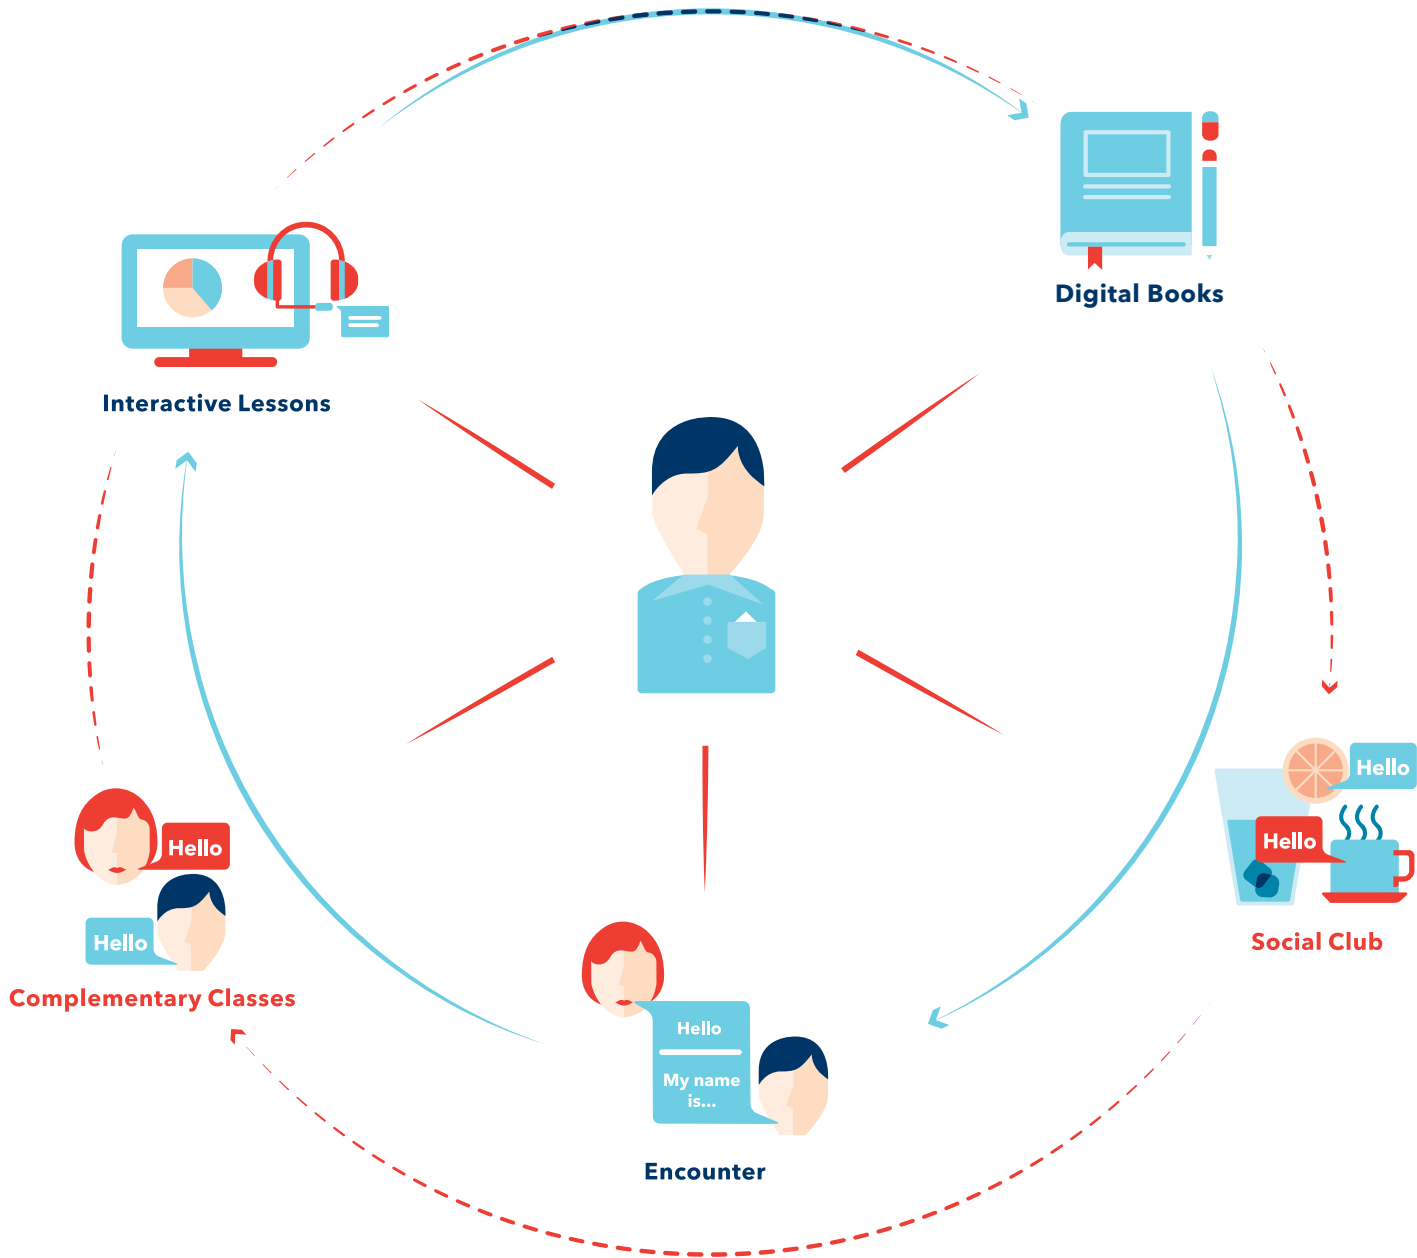 Digital Books
Interactive Lessons
Hello
Hello
Social Club
Hello
Hello
Complementary Classes
Hello
My name
is...
Encounter